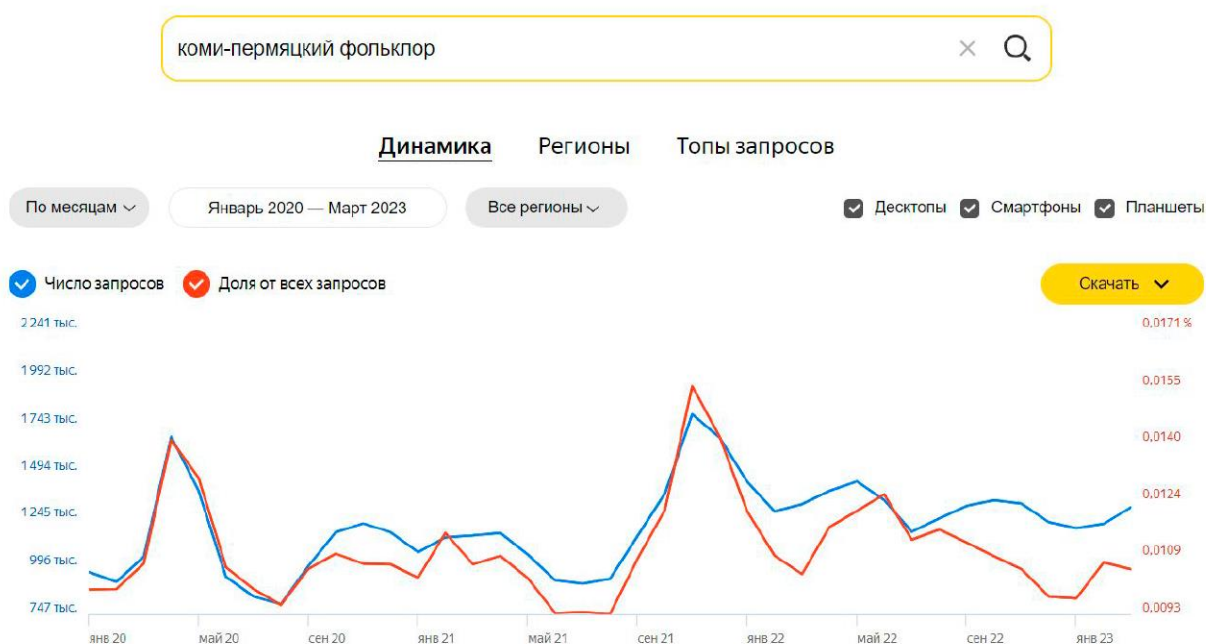 коми-пермяцкий фольклор
Динамика Регионы Топы запросов
По месяцам Январь 2020 — Март 2023 Все регионы Десктопы Смартфоны Планшеты
Число запросов Доля от всех запросов Скачать
2 241 тыс. 0,0171 %
1 992 тыс.
0,0155
1 743 тыс.
0,0140
1 494 тыс.
0,0124
1 245 тыс.
0,0109
996 тыс.
747 тыс. 0,0093
янв 20 май 20 сен 20 янв 21 май 21 сен 21 янв 22 май 22 сен 22 янв 23